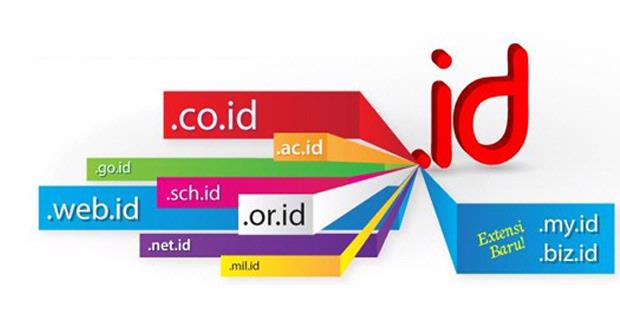 .id
.co.id
.ac.id
.go.id
.sch.id
.web.id
.or.id
.net.id
.mil.id
Extensi
Baru!
.my.id
.biz.id